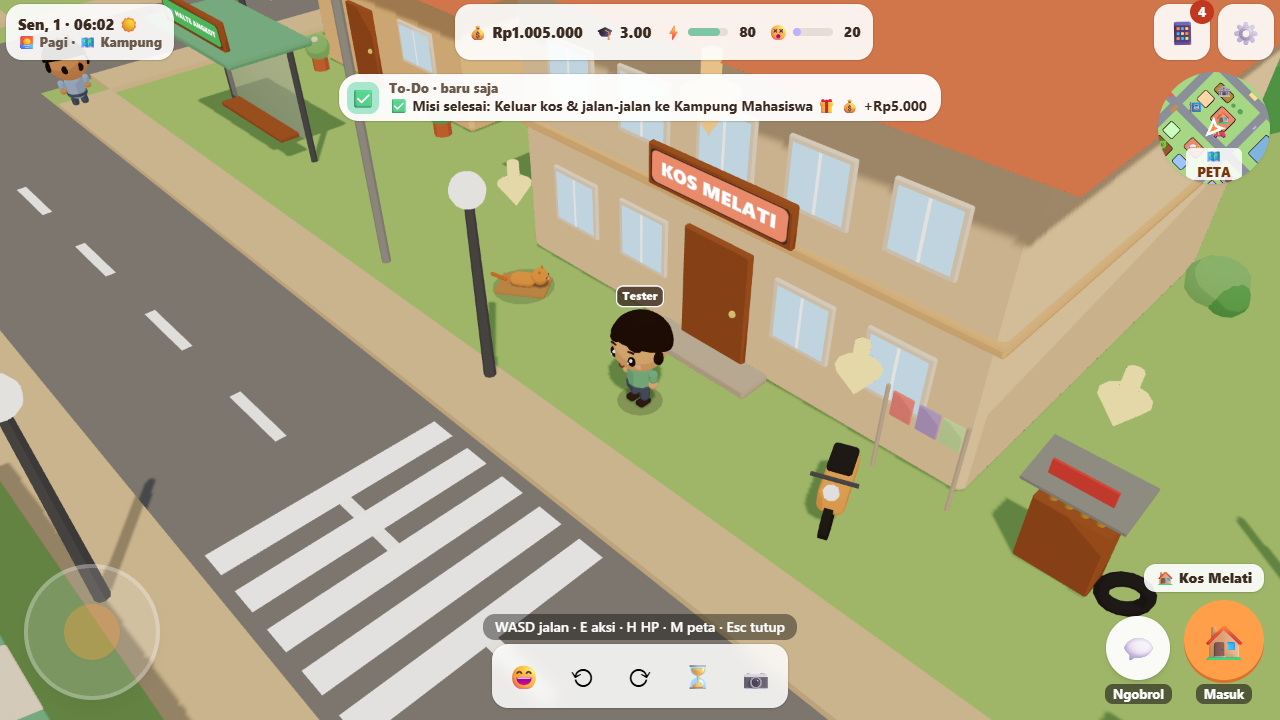 Sen, 1 · 06:02
Pagi · Kampung
HALTE ANGKOT
Rp1.005.000
3.00
80
20
4
To-Do · baru saja
Misi selesai: Keluar kos & jalan-jalan ke Kampung Mahasiswa +Rp5.000
PETA
KOS MELATI
Tester
Kos Melati
WASD jalan · E aksi · H HP · M peta · Esc tutup
Ngobrol
Masuk